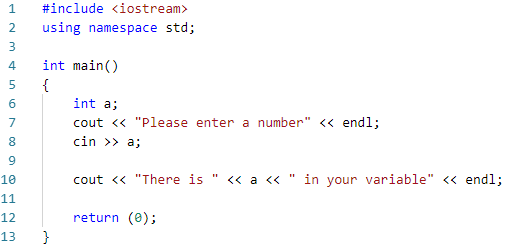 1 #include <iostream>
2 using namespace std;
3
4 int main()
5 {
6     int a;
7     cout << "Please enter a number" << endl;
8     cin >> a;
9
10     cout << "There is " << a << " in your variable" << endl;
11
12     return (0);
13 }